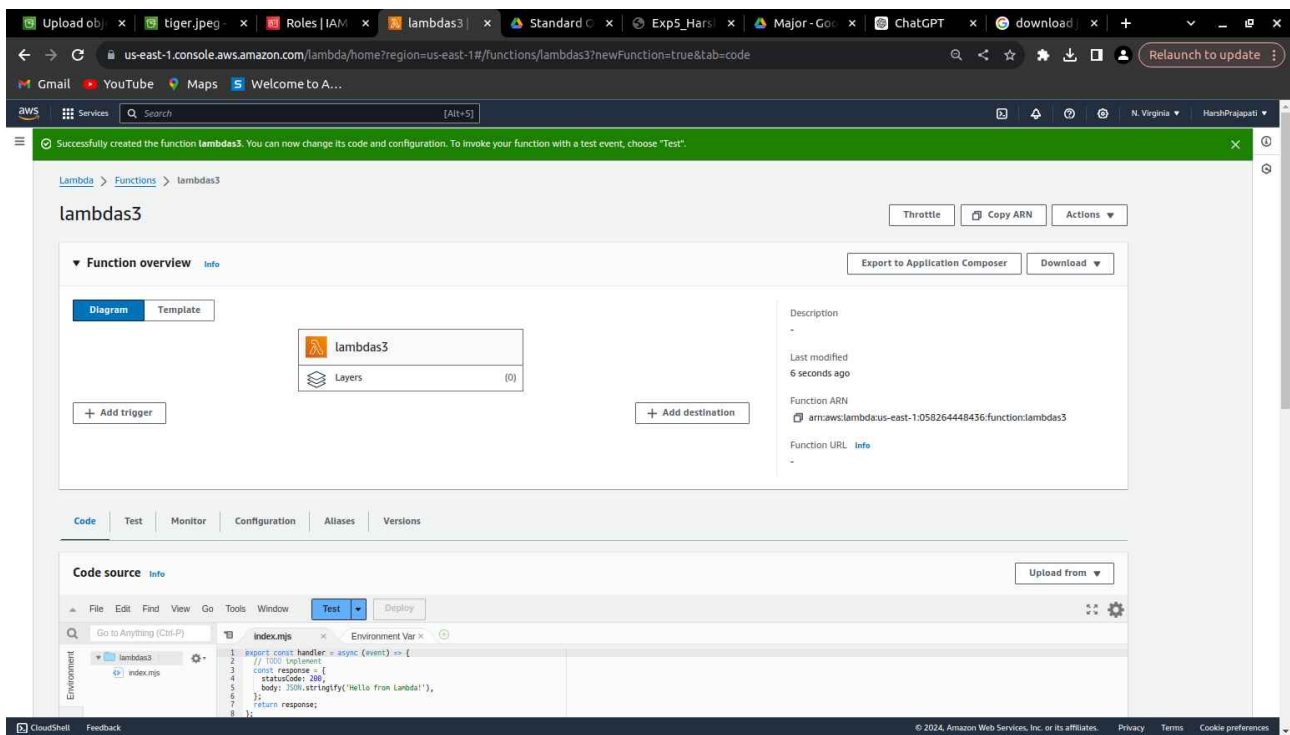 Upload obj
tiger.jpeg -
Roles | IAM
lambdas3 |
Standard
Exp5_Hars
Major - Goo
ChatGPT
download
us-east-1.console.aws.amazon.com/lambda/home?region=us-east-1#/functions/lambdas3?newFunction=true&tab=code
Relaunch to update
Gmail YouTube Maps Welcome to A...
aws Services Search [Alt+S] N. Virginia HarshPrajapati
Successfully created the function lambdas3. You can now change its code and configuration. To invoke your function with a test event, choose "Test".
Lambda > Functions > lambdas3
lambdas3
Throttle Copy ARN Actions
Function overview Info
Export to Application Composer Download
Diagram Template
Description
-
lambdas3
Last modified
Layers (0)
6 seconds ago
+ Add trigger
+ Add destination
Function ARN
arn:aws:lambda:us-east-1:058264448436:function:lambdas3
Function URL Info
-
Code Test Monitor Configuration Aliases Versions
Code source Info
Upload from
File Edit Find View Go Tools Window Test Deploy
Go to Anything (Ctrl-P)
index.mjs
Environment Var
Environment
lambdas3
index.mjs
1 export const handler = async (event) => {
2 // TODO implement
3 const response = {
4 statusCode: 200,
5 body: JSON.stringify('Hello from Lambda!'),
6 };
7 return response;
8 };
CloudShell Feedback © 2024, Amazon Web Services, Inc. or its affiliates. Privacy Terms Cookie preferences